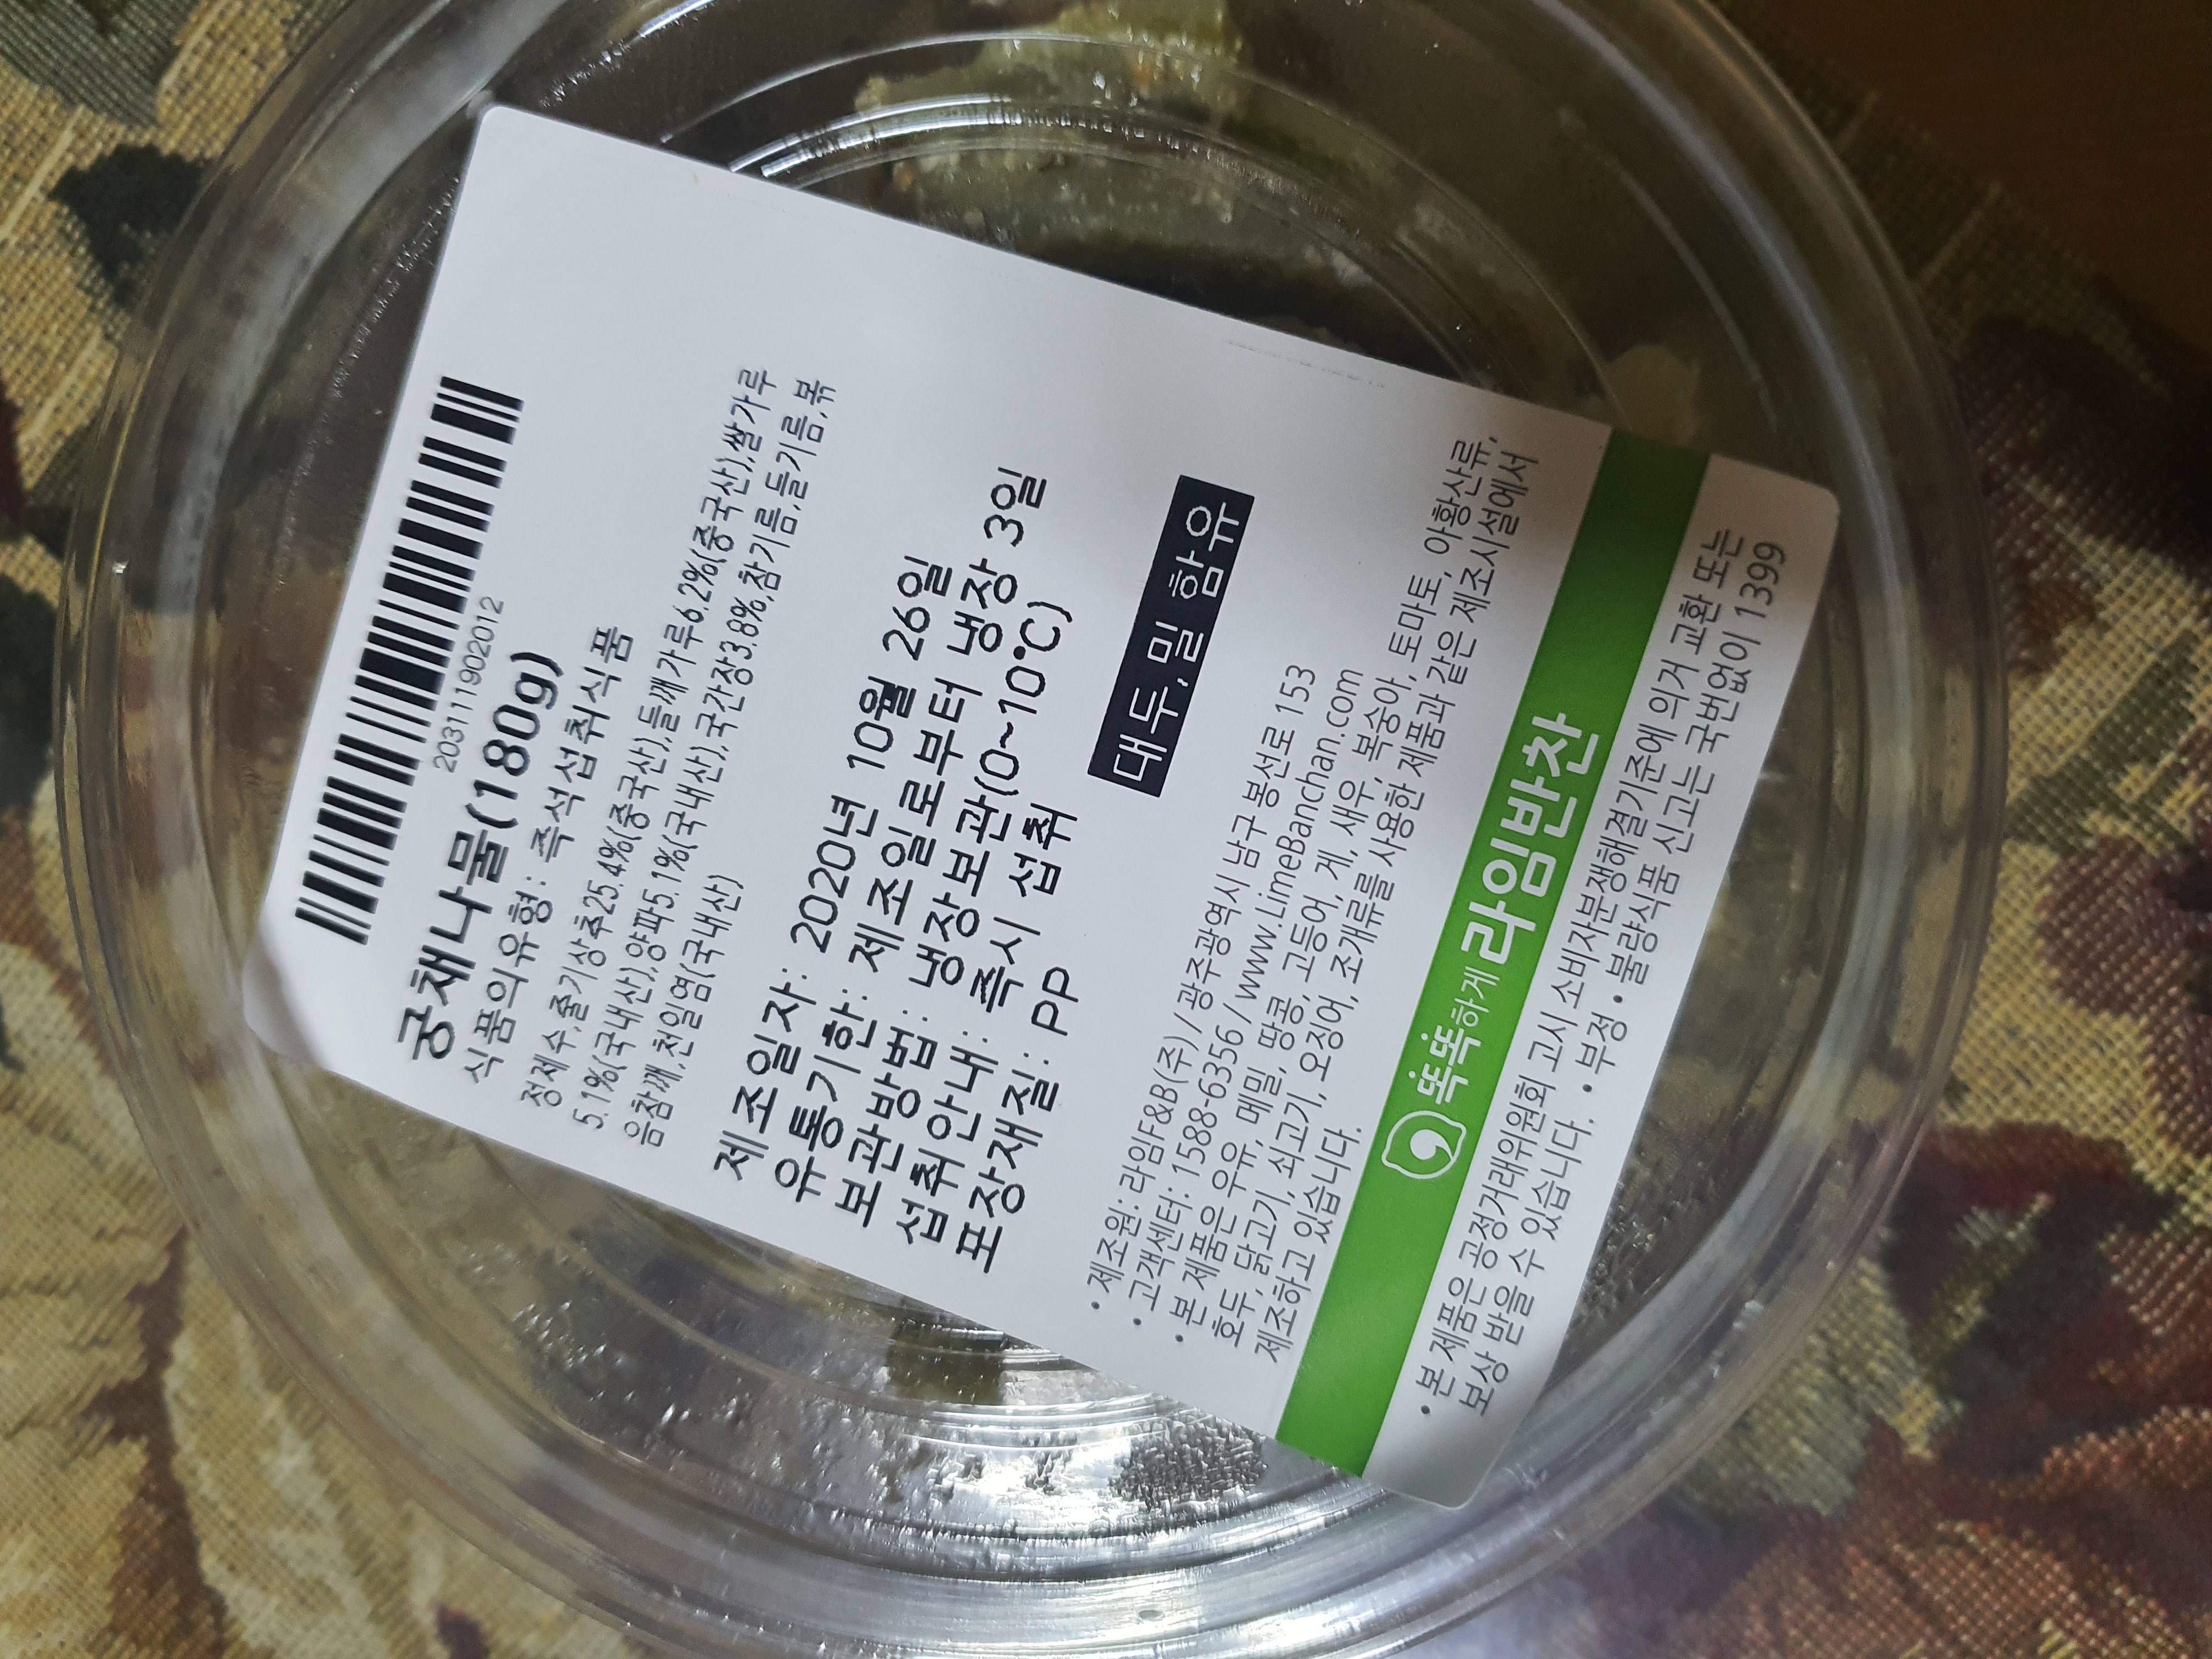 2031119020​12
궁채나물(180g)
식품의유형: 즉석섭취식품
정제수,줄기상추25.4%(중국산),들깨가루6.2%(중국산),쌀가루
5.1%(국내산),양파5.1%(국내산),국간장3.8%,참기름,들기름,볶
음참깨,천일염(국내산)
제조일자: 2020년 10월 26일
유통기한: 제조일로부터 냉장 3일
보관방법: 냉장보관(0~10℃)
섭취안내: 즉시 섭취
포장재질: PP
대두,밀 함유
• 제조원: 라임F&B(주) / 광주광역시 남구 봉선로 153
• 고객센터: 1588-6356 / www.LimeBanchan.com
• 본 제품은 우유, 메밀, 땅콩, 고등어, 게, 새우, 복숭아, 토마토, 아황산류,
호두, 닭고기, 쇠고기, 오징어, 조개류를 사용한 제품과 같은 제조시설에서
제조하고 있습니다.
똑똑하게 라임반찬
• 본 제품은 공정거래위원회 고시 소비자분쟁해결기준에 의거 교환 또는
보상 받을 수 있습니다. • 부정 • 불량식품 신고는 국번없이 1399